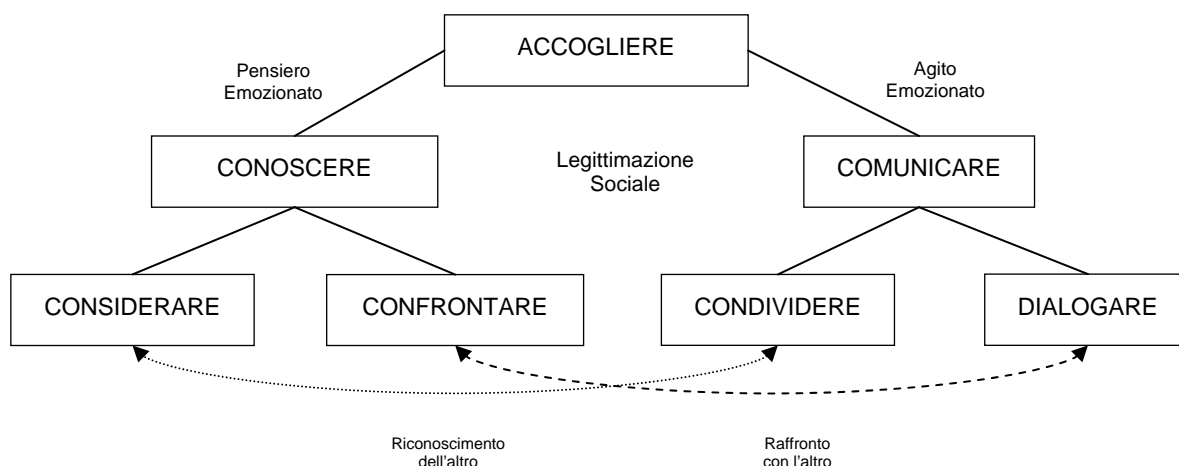 ACCOGLIERE
Pensiero
Emozionato
Agito
Emozionato
CONOSCERE
Legittimazione
Sociale
COMUNICARE
CONSIDERARE
CONFRONTARE
CONDIVIDERE
DIALOGARE
Riconoscimento
dell'altro
Raffronto
con l'altro